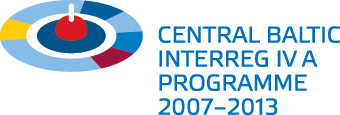 CENTRAL BALTIC
INTERREG IV A
PROGRAMME
2007–2013